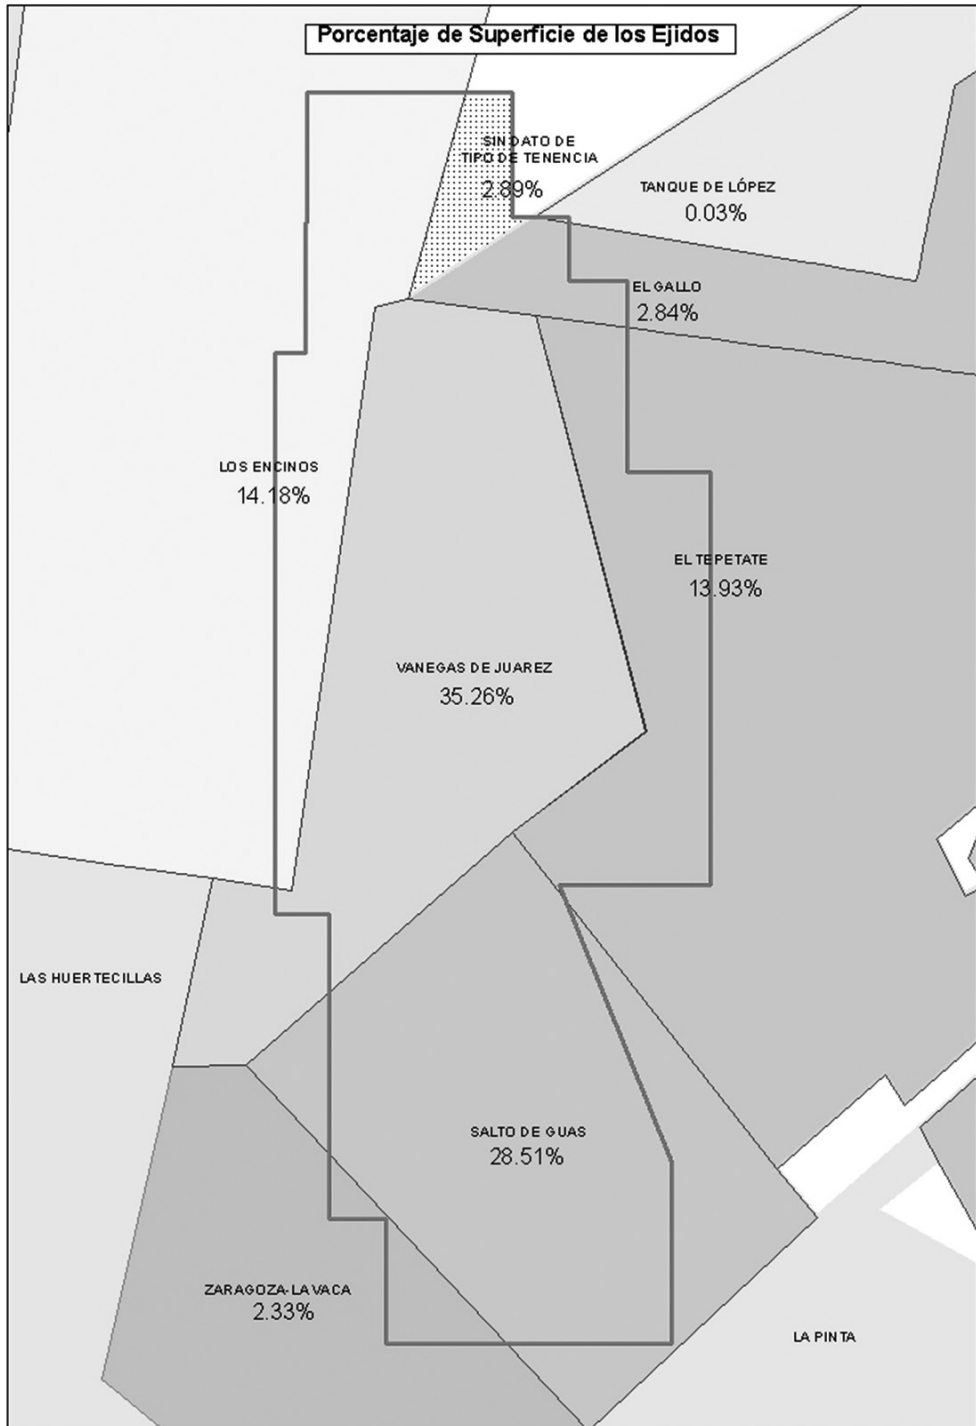 Porcentaje de Superficie de los Ejidos
SIN DATO DE
TIPO DE TENENCIA
2.89%
TANQUE DE LÓPEZ
0.03%
EL GALLO
2.84%
LOS ENCINOS
14.18%
EL TEPETATE
13.93%
VANEGAS DE JUAREZ
35.26%
LAS HUERTECILLAS
SALTO DE GUAS
28.51%
ZARAGOZA-LA VACA
2.33%
LA PINTA